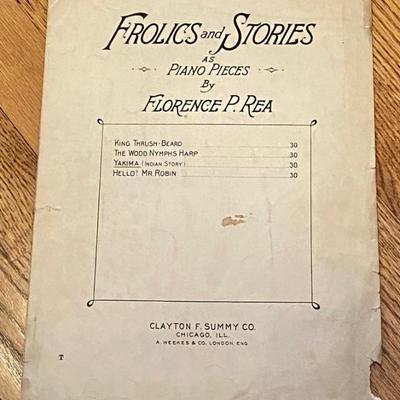 FROLICS and STORIES
AS
PIANO PIECES
By
FLORENCE P. REA
KING THRUSH-BEARD 30
THE WOOD NYMPHS HARP 30
YAKIMA (INDIAN STORY) 30
HELLO! MR. ROBIN 30
CLAYTON F. SUMMY CO.
CHICAGO, ILL.
A. WEEKES & CO. LONDON, ENG.
T